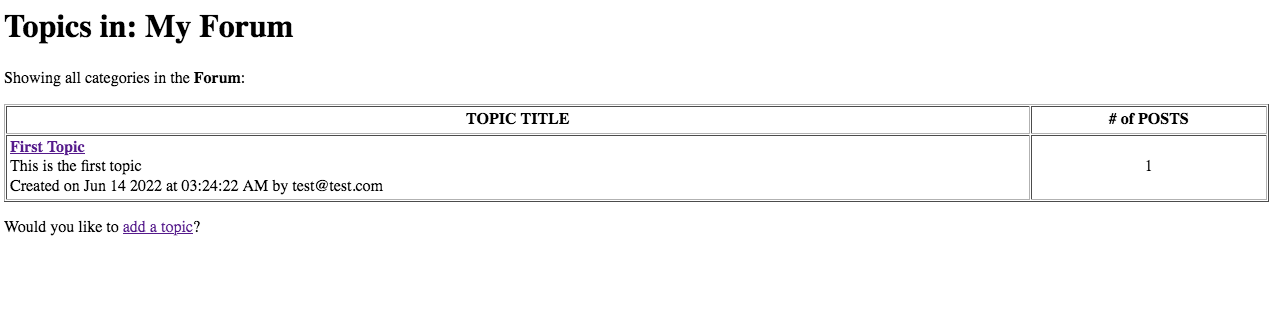 Topics in: My Forum
Showing all categories in the Forum:
TOPIC TITLE # of POSTS
First Topic
This is the first topic 1
Created on Jun 14 2022 at 03:24:22 AM by test@test.com
Would you like to add a topic?